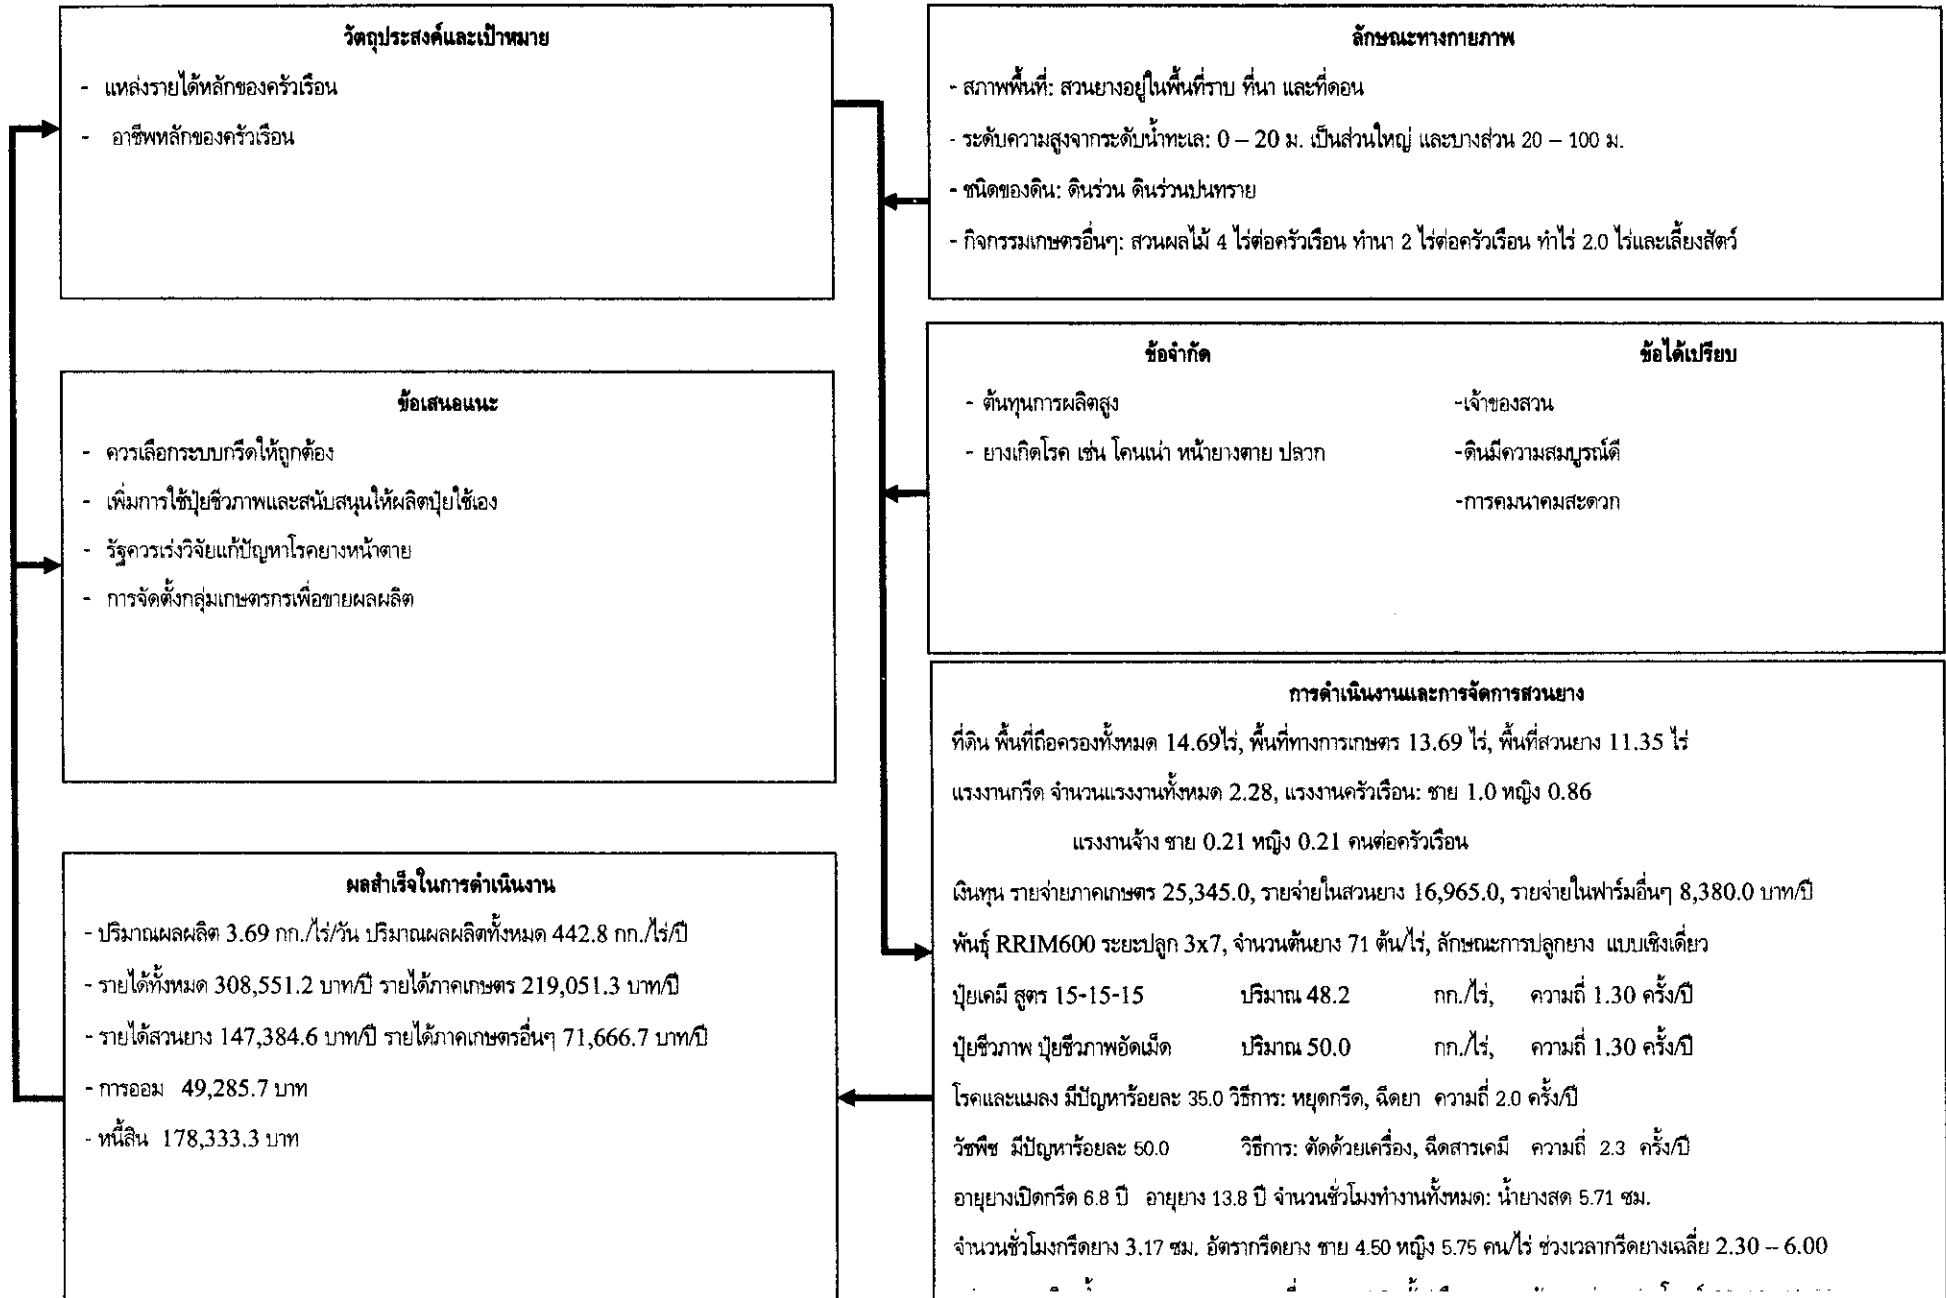 วัตถุประสงค์และเป้าหมาย
- แหล่งรายได้หลักของครัวเรือน
- อาชีพหลักของครัวเรือน
ลักษณะทางกายภาพ
- สภาพพื้นที่: สวนยางอยู่ในพื้นที่ราบ ที่นา และที่ดอน
- ระดับความสูงจากระดับน้ำทะเล: 0 – 20 ม. เป็นส่วนใหญ่ และบางส่วน 20 – 100 ม.
- ชนิดของดิน: ดินร่วน ดินร่วนปนทราย
- กิจกรรมเกษตรอื่นๆ: สวนผลไม้ 4 ไร่ต่อครัวเรือน ทำนา 2 ไร่ต่อครัวเรือน ทำไร่ 2.0 ไร่และเลี้ยงสัตว์
ข้อจำกัด
- ต้นทุนการผลิตสูง
- ยางเกิดโรค เช่น โคนเน่า หน้ายางตาย ปลวก
ข้อได้เปรียบ
-เจ้าของสวน
-ดินมีความสมบูรณ์ดี
-การคมนาคมสะดวก
ข้อเสนอแนะ
- ควรเลือกระบบกรีดให้ถูกต้อง
- เพิ่มการใช้ปุ๋ยชีวภาพและสนับสนุนให้ผลิตปุ๋ยใช้เอง
- รัฐควรเร่งวิจัยแก้ปัญหาโรคยางหน้าตาย
- การจัดตั้งกลุ่มเกษตรกรเพื่อขายผลผลิต
การดำเนินงานและการจัดการสวนยาง
ที่ดิน พื้นที่ถือครองทั้งหมด 14.69ไร่, พื้นที่ทางการเกษตร 13.69 ไร่, พื้นที่สวนยาง 11.35 ไร่
แรงงานกรีด จำนวนแรงงานทั้งหมด 2.28, แรงงานครัวเรือน: ชาย 1.0 หญิง 0.86
แรงงานจ้าง ชาย 0.21 หญิง 0.21 คนต่อครัวเรือน
เงินทุน รายจ่ายภาคเกษตร 25,345.0, รายจ่ายในสวนยาง 16,965.0, รายจ่ายในฟาร์มอื่นๆ 8,380.0 บาท/ปี
พันธุ์ RRIM600 ระยะปลูก 3x7, จำนวนต้นยาง 71 ต้น/ไร่, ลักษณะการปลูกยาง แบบเชิงเดี่ยว
ปุ๋ยเคมี สูตร 15-15-15 ปริมาณ 48.2 กก./ไร่, ความถี่ 1.30 ครั้ง/ปี
ปุ๋ยชีวภาพ ปุ๋ยชีวภาพอัดเม็ด ปริมาณ 50.0 กก./ไร่, ความถี่ 1.30 ครั้ง/ปี
โรคและแมลง มีปัญหาร้อยละ 35.0 วิธีการ: หยุดกรีด, ฉีดยา ความถี่ 2.0 ครั้ง/ปี
วัชพืช มีปัญหาร้อยละ 50.0 วิธีการ: ตัดด้วยเครื่อง, ฉีดสารเคมี ความถี่ 2.3 ครั้ง/ปี
อายุยางเปิดกรีด 6.8 ปี อายุยาง 13.8 ปี จำนวนชั่วโมงทำงานทั้งหมด: น้ำยางสด 5.71 ชม.
จำนวนชั่วโมงกรีดยาง 3.17 ชม. อัตรากรีดยาง ชาย 4.50 หญิง 5.75 คน/ไร่ ช่วงเวลากรีดยางเฉลี่ย 2.30 – 6.00
ผลสำเร็จในการดำเนินงาน
- ปริมาณผลผลิต 3.69 กก./ไร่/วัน ปริมาณผลผลิตทั้งหมด 442.8 กก./ไร่/ปี
- รายได้ทั้งหมด 308,551.2 บาท/ปี รายได้ภาคเกษตร 219,051.3 บาท/ปี
- รายได้สวนยาง 147,384.6 บาท/ปี รายได้ภาคเกษตรอื่นๆ 71,666.7 บาท/ปี
- การออม 49,285.7 บาท
- หนี้สิน 178,333.3 บาท